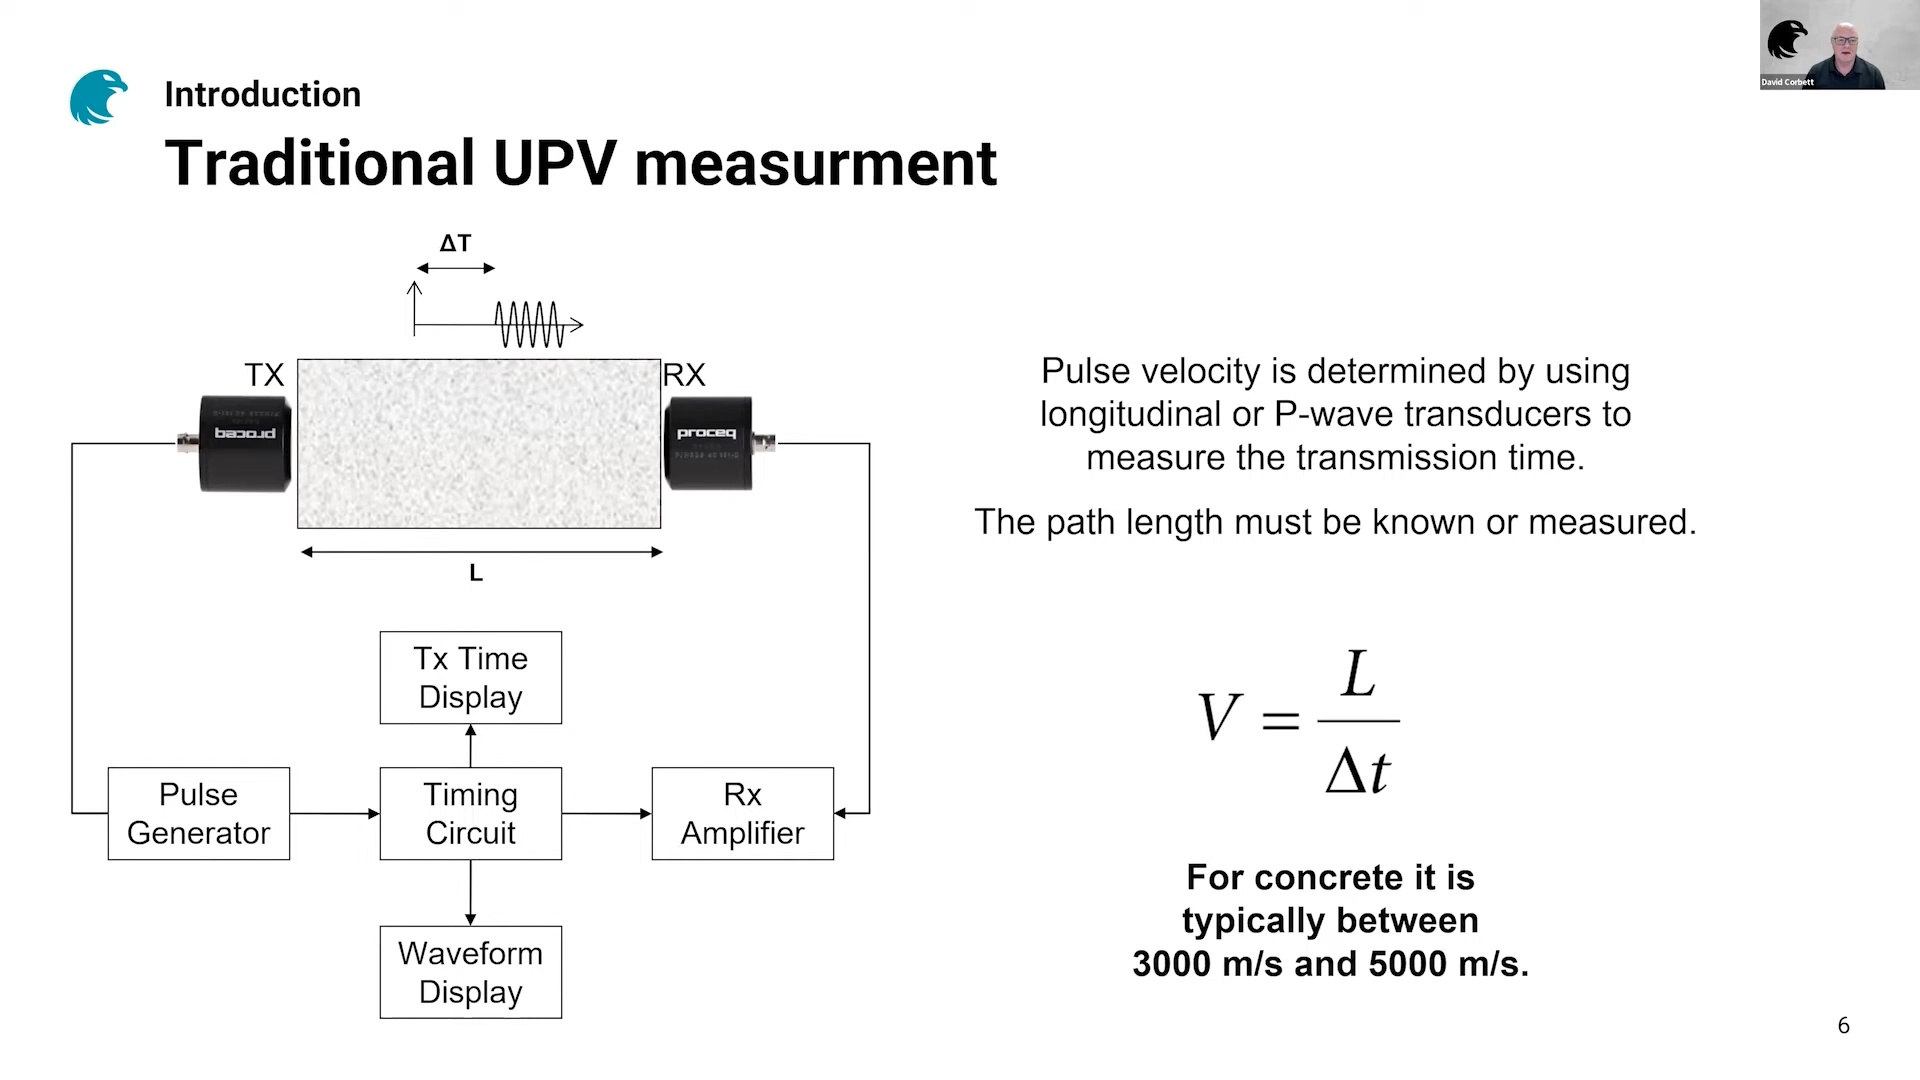 David Corbett
Introduction
Traditional UPV measurment
ΔT
TX
RX
proceq
proceq
L
Tx Time
Display
Pulse
Generator
Timing
Circuit
Rx
Amplifier
Waveform
Display
Pulse velocity is determined by using
longitudinal or P-wave transducers to
measure the transmission time.
The path length must be known or measured.
V = L / Δt
For concrete it is
typically between
3000 m/s and 5000 m/s.
6